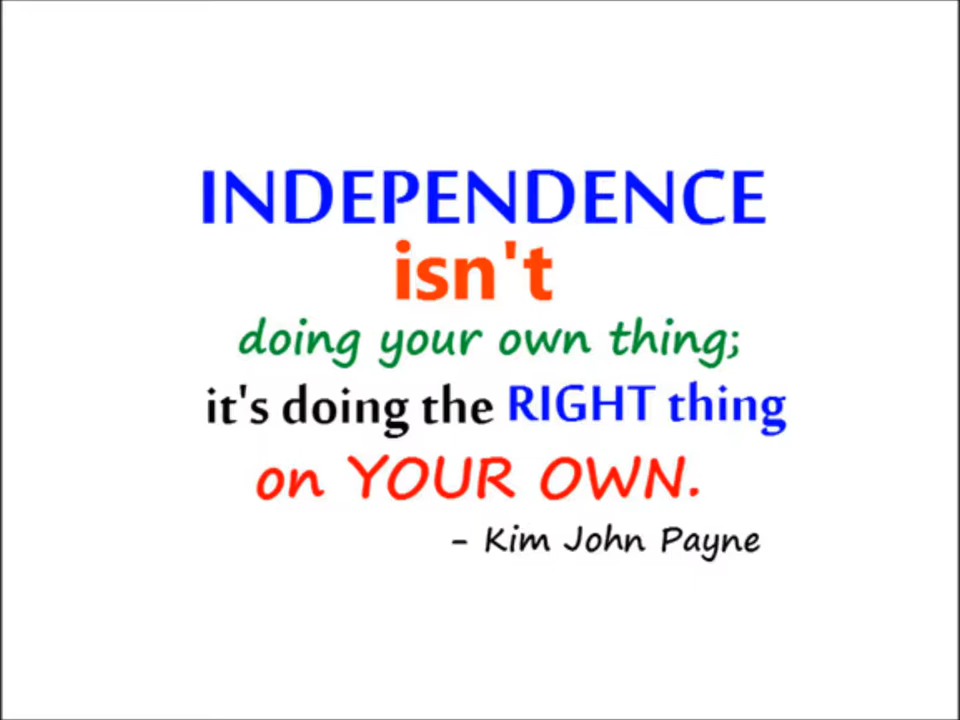 INDEPENDENCE
isn't
doing your own thing;
it's doing the RIGHT thing
on YOUR OWN.
- Kim John Payne